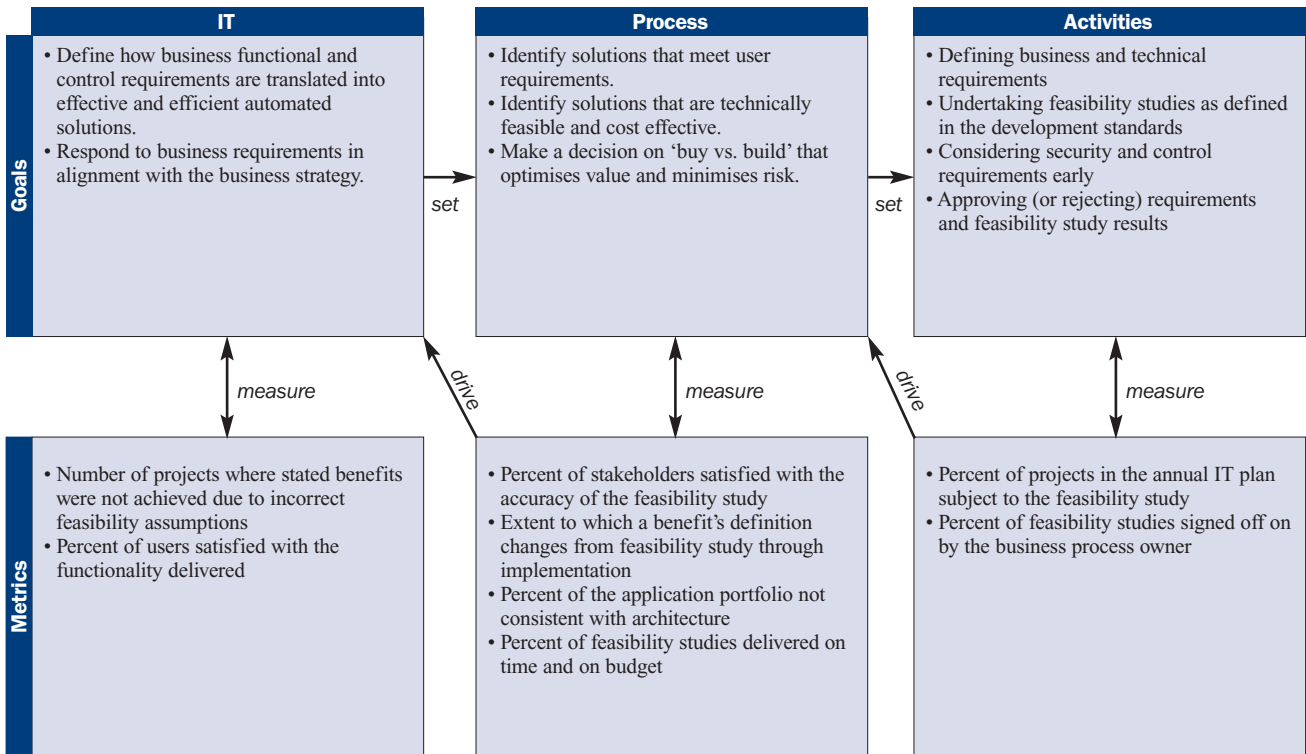 IT
Process
Activities
Goals
• Define how business functional and
control requirements are translated into
effective and efficient automated
solutions.
• Respond to business requirements in
alignment with the business strategy.
set
• Identify solutions that meet user
requirements.
• Identify solutions that are technically
feasible and cost effective.
• Make a decision on ‘buy vs. build’ that
optimises value and minimises risk.
set
• Defining business and technical
requirements
• Undertaking feasibility studies as defined
in the development standards
• Considering security and control
requirements early
• Approving (or rejecting) requirements
and feasibility study results
measure
drive
measure
drive
measure
Metrics
• Number of projects where stated benefits
were not achieved due to incorrect
feasibility assumptions
• Percent of users satisfied with the
functionality delivered
• Percent of stakeholders satisfied with the
accuracy of the feasibility study
• Extent to which a benefit’s definition
changes from feasibility study through
implementation
• Percent of the application portfolio not
consistent with architecture
• Percent of feasibility studies delivered on
time and on budget
• Percent of projects in the annual IT plan
subject to the feasibility study
• Percent of feasibility studies signed off on
by the business process owner